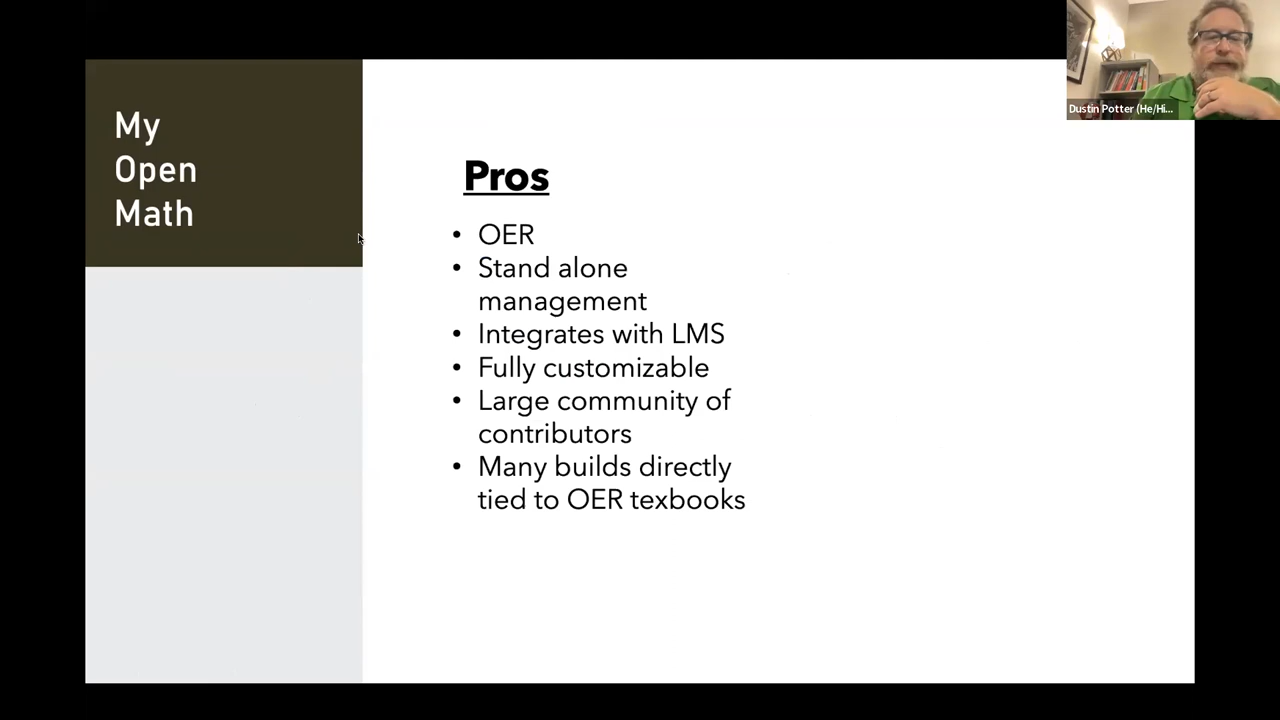 My
Open
Math
Dustin Potter (He/Hi...
Pros
• OER
• Stand alone
management
• Integrates with LMS
• Fully customizable
• Large community of
contributors
• Many builds directly
tied to OER texbooks